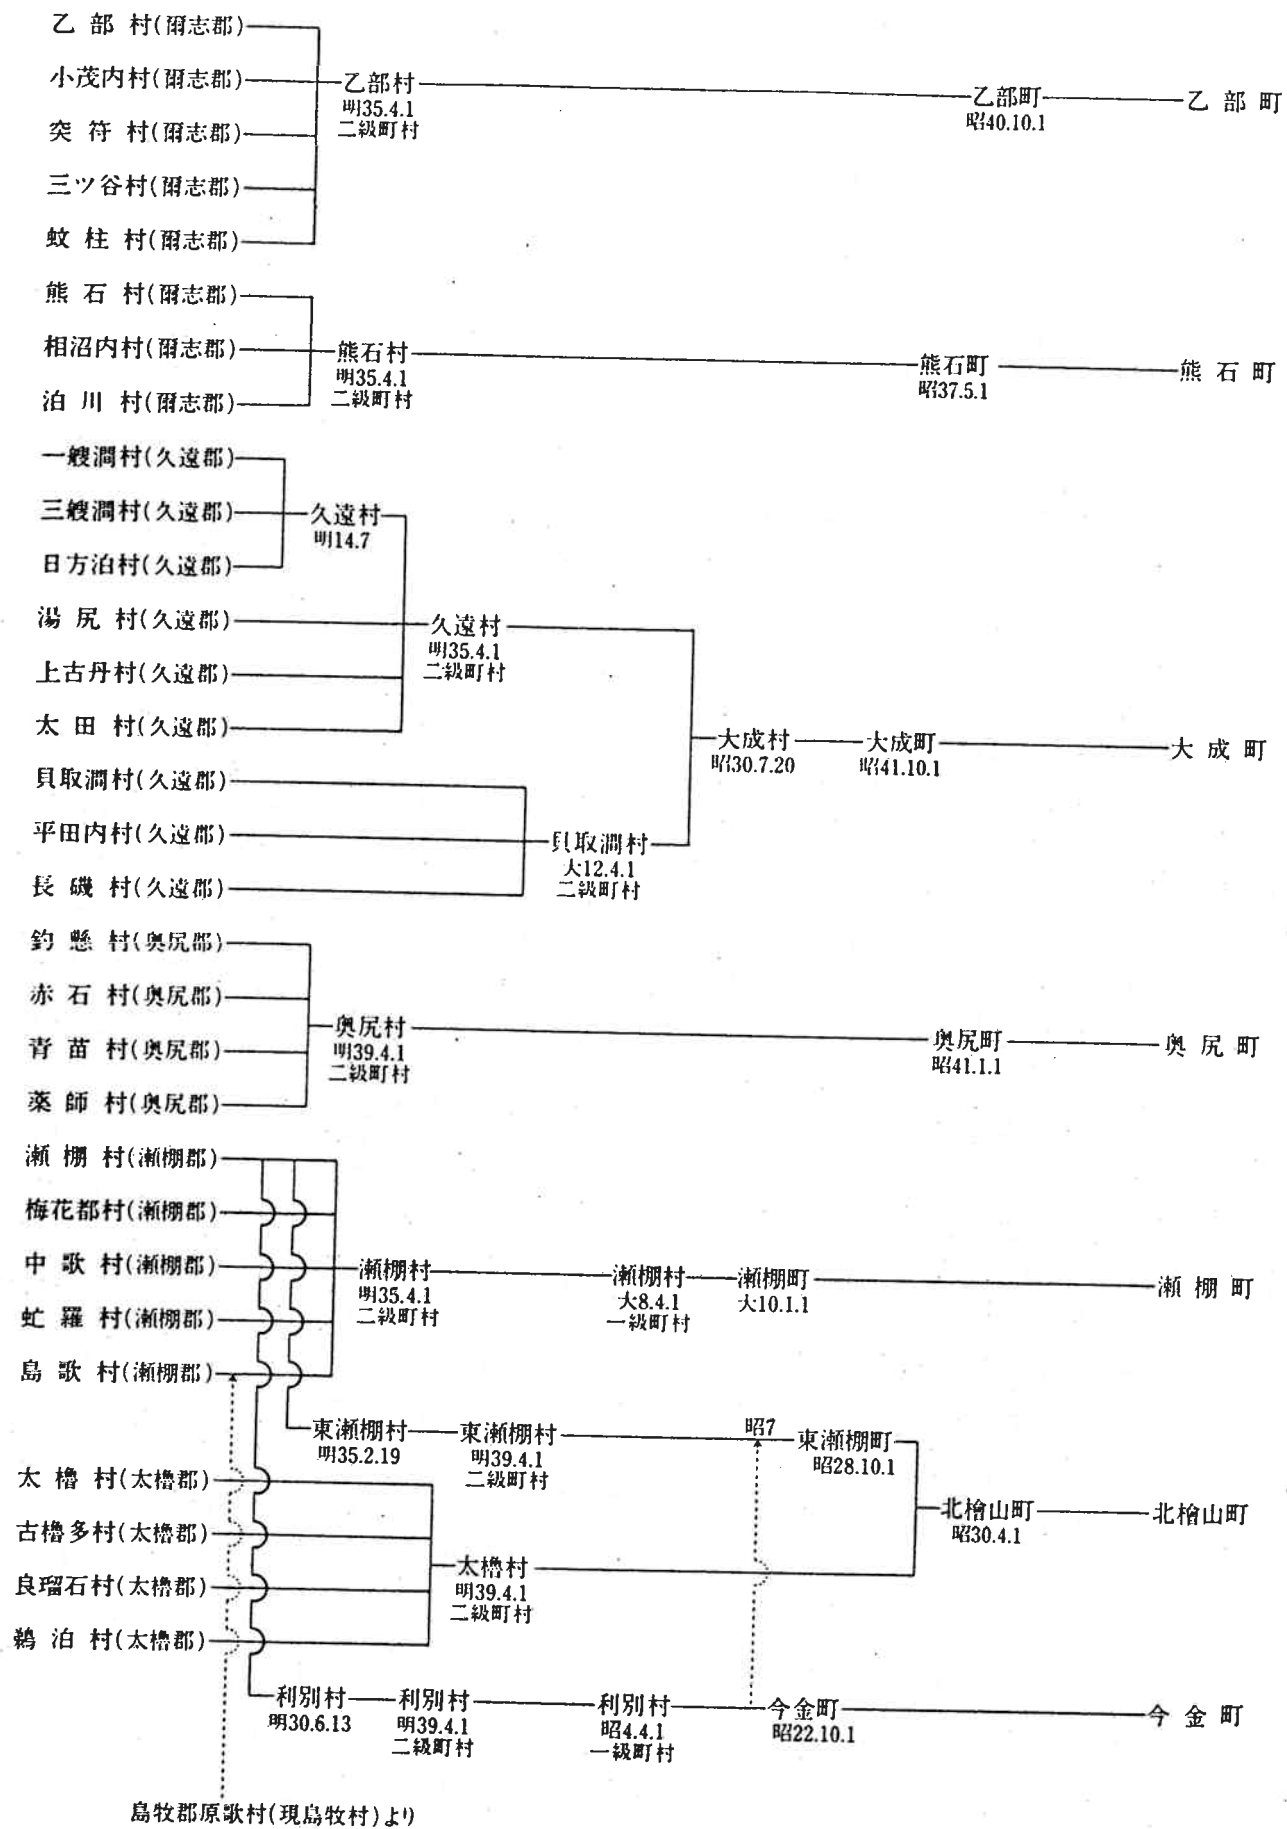 乙部村(爾志郡)
小茂内村(爾志郡)
乙部村
明35.4.1
二級町村
乙部町
昭40.10.1
乙部町
突符村(爾志郡)
三ツ谷村(爾志郡)
蚊柱村(爾志郡)
熊石村(爾志郡)
相沼内村(爾志郡)
熊石村
明35.4.1
二級町村
熊石町
昭37.5.1
熊石町
泊川村(爾志郡)
一艘澗村(久遠郡)
三艘澗村(久遠郡)
久遠村
明14.7
日方泊村(久遠郡)
湯尻村(久遠郡)
久遠村
明35.4.1
二級町村
上古丹村(久遠郡)
太田村(久遠郡)
大成村
昭30.7.20
大成町
昭41.10.1
大成町
貝取澗村(久遠郡)
平田内村(久遠郡)
貝取澗村
大12.4.1
二級町村
長磯村(久遠郡)
釣懸村(奥尻郡)
赤石村(奥尻郡)
奥尻村
明39.4.1
二級町村
奥尻町
昭41.1.1
奥尻町
青苗村(奥尻郡)
薬師村(奥尻郡)
瀬棚村(瀬棚郡)
梅花都村(瀬棚郡)
中歌村(瀬棚郡)
瀬棚村
明35.4.1
二級町村
瀬棚村
大8.4.1
一級町村
瀬棚町
大10.1.1
瀬棚町
虻羅村(瀬棚郡)
島歌村(瀬棚郡)
東瀬棚村
明35.2.19
東瀬棚村
明39.4.1
二級町村
昭7
東瀬棚町
昭28.10.1
太櫓村(太櫓郡)
北檜山町
昭30.4.1
北檜山町
古櫓多村(太櫓郡)
太櫓村
明39.4.1
二級町村
良瑠石村(太櫓郡)
鵜泊村(太櫓郡)
利別村
明30.6.13
利別村
明39.4.1
二級町村
利別村
昭4.4.1
一級町村
今金町
昭22.10.1
今金町
島牧郡原歌村(現島牧村)より